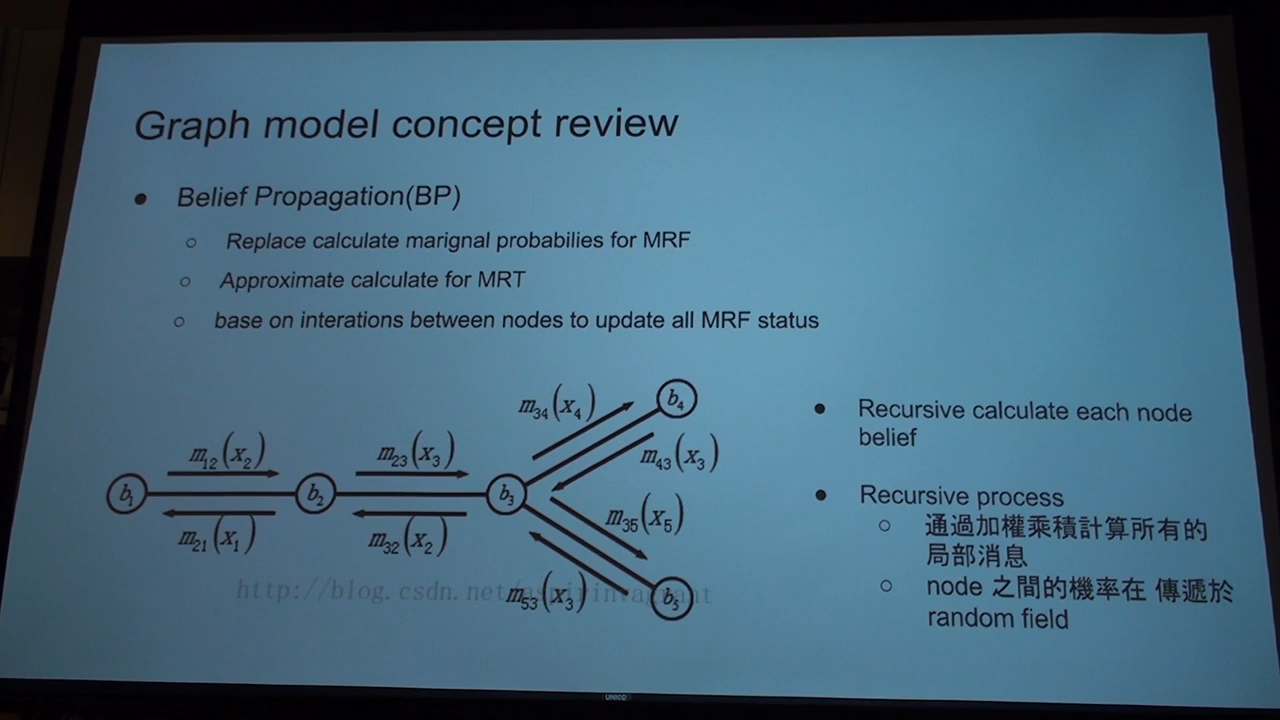 Graph model concept review
Belief Propagation(BP)
Replace calculate marignal probabilies for MRF
Approximate calculate for MRT
base on interations between nodes to update all MRF status
m34(x4)
b4
m12(x2)
m23(x3)
m43(x3)
b1
b2
b3
m35(x5)
m21(x1)
m32(x2)
m53(x3)
b5
http://blog.csdn.net/
Recursive calculate each node
belief
Recursive process
通過加權乘積計算所有的
局部消息
node 之間的機率在 傳遞於
random field